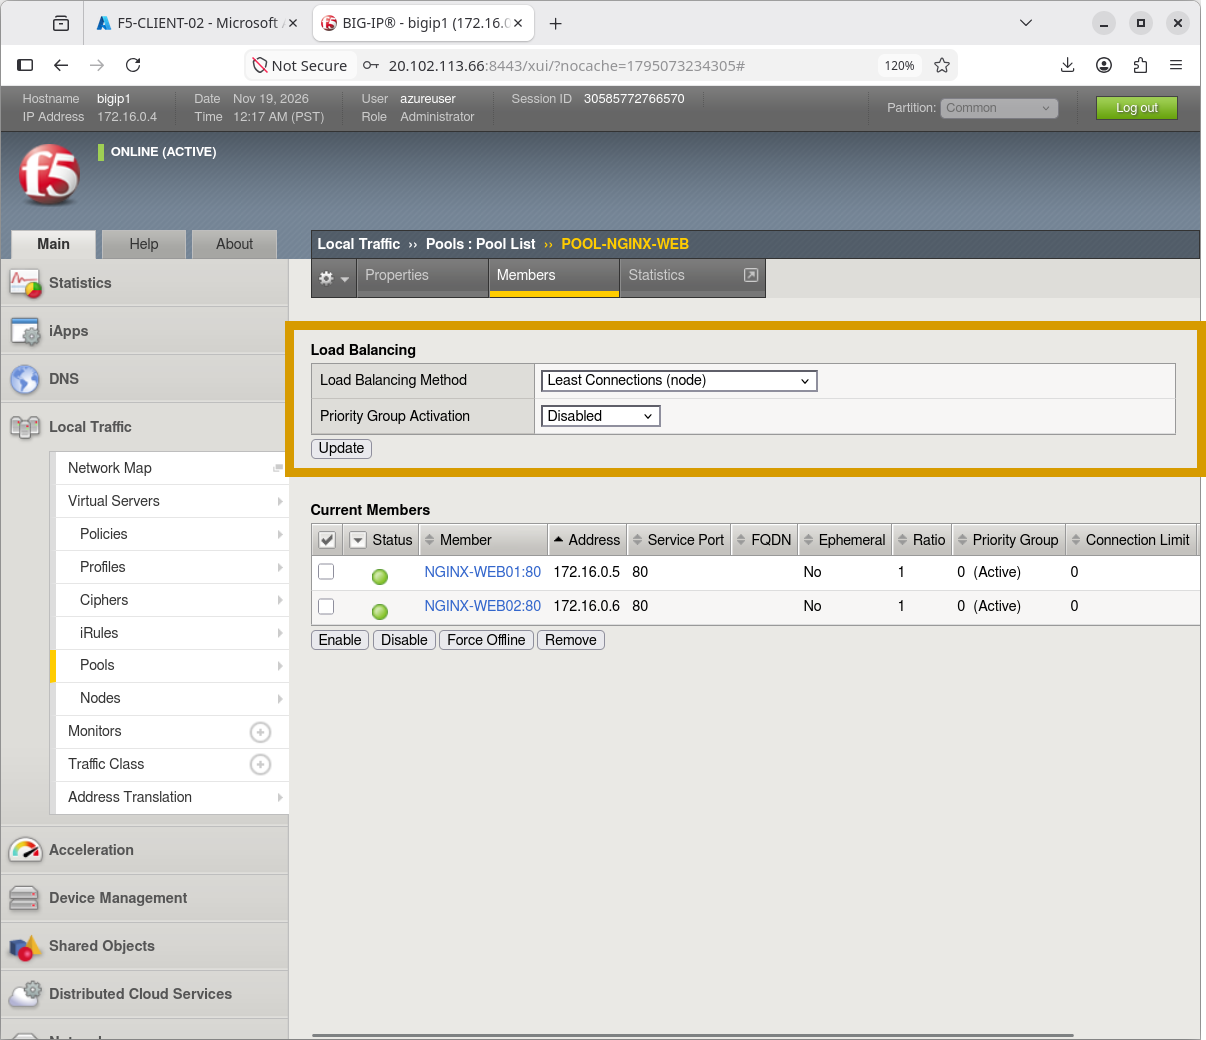 F5-CLIENT-02 - Microsoft A
BIG-IP® - bigip1 (172.16.0
Not Secure
20.102.113.66:8443/xui/?nocache=1795073234305#
120%
Hostname bigip1
IP Address 172.16.0.4
Date Nov 19, 2026
Time 12:17 AM (PST)
User azureuser
Role Administrator
Session ID 30585772766570
Partition: Common
Log out
f5
ONLINE (ACTIVE)
Main
Help
About
Local Traffic ›› Pools : Pool List ›› POOL-NGINX-WEB
Properties
Members
Statistics
Statistics
iApps
DNS
Local Traffic
Network Map
Virtual Servers
Policies
Profiles
Ciphers
iRules
Pools
Nodes
Monitors
Traffic Class
Address Translation
Acceleration
Device Management
Shared Objects
Distributed Cloud Services
Load Balancing
Load Balancing Method Least Connections (node)
Priority Group Activation Disabled
Update
Current Members
Status Member Address Service Port FQDN Ephemeral Ratio Priority Group Connection Limit
NGINX-WEB01:80 172.16.0.5 80 No 1 0 (Active) 0
NGINX-WEB02:80 172.16.0.6 80 No 1 0 (Active) 0
Enable Disable Force Offline Remove